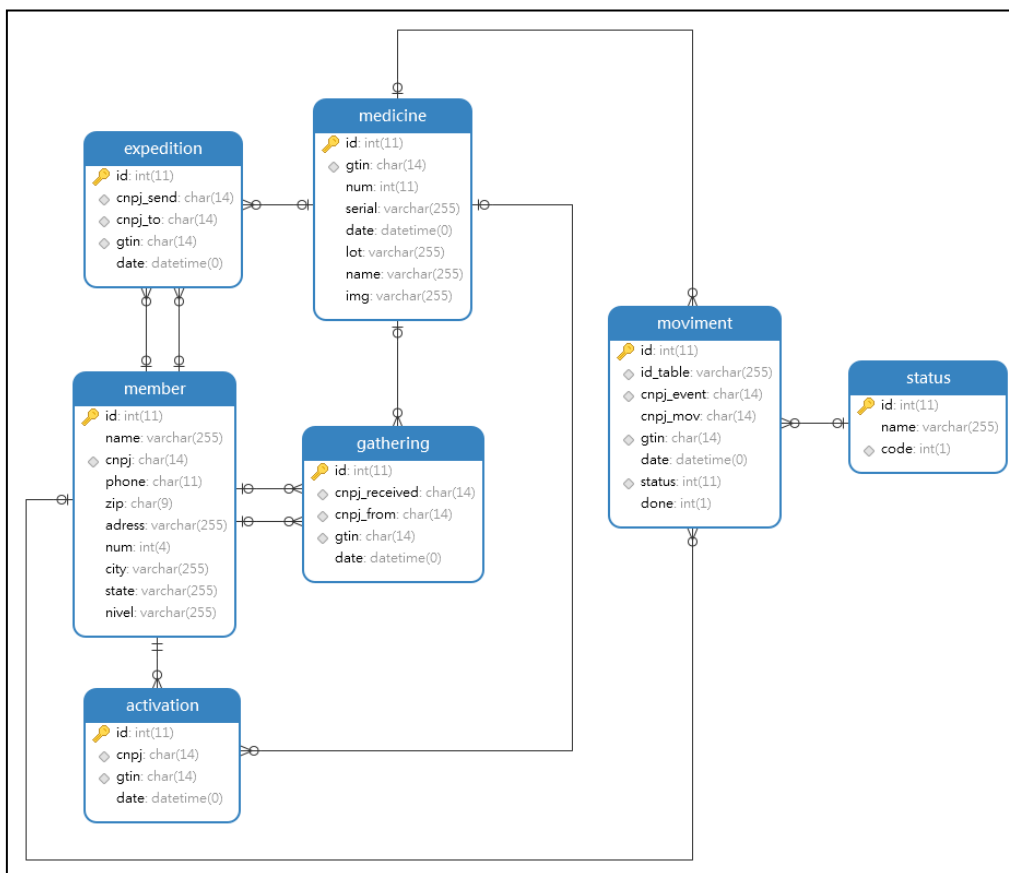 medicine
id: int(11)
gtin: char(14)
num: int(11)
serial: varchar(255)
date: datetime(0)
lot: varchar(255)
name: varchar(255)
img: varchar(255)
expedition
id: int(11)
cnpj_send: char(14)
cnpj_to: char(14)
gtin: char(14)
date: datetime(0)
moviment
id: int(11)
id_table: varchar(255)
cnpj_event: char(14)
cnpj_mov: char(14)
gtin: char(14)
date: datetime(0)
status: int(11)
done: int(1)
status
id: int(11)
name: varchar(255)
code: int(1)
member
id: int(11)
name: varchar(255)
cnpj: char(14)
phone: char(11)
zip: char(9)
adress: varchar(255)
num: int(4)
city: varchar(255)
state: varchar(255)
nivel: varchar(255)
gathering
id: int(11)
cnpj_received: char(14)
cnpj_from: char(14)
gtin: char(14)
date: datetime(0)
activation
id: int(11)
cnpj: char(14)
gtin: char(14)
date: datetime(0)